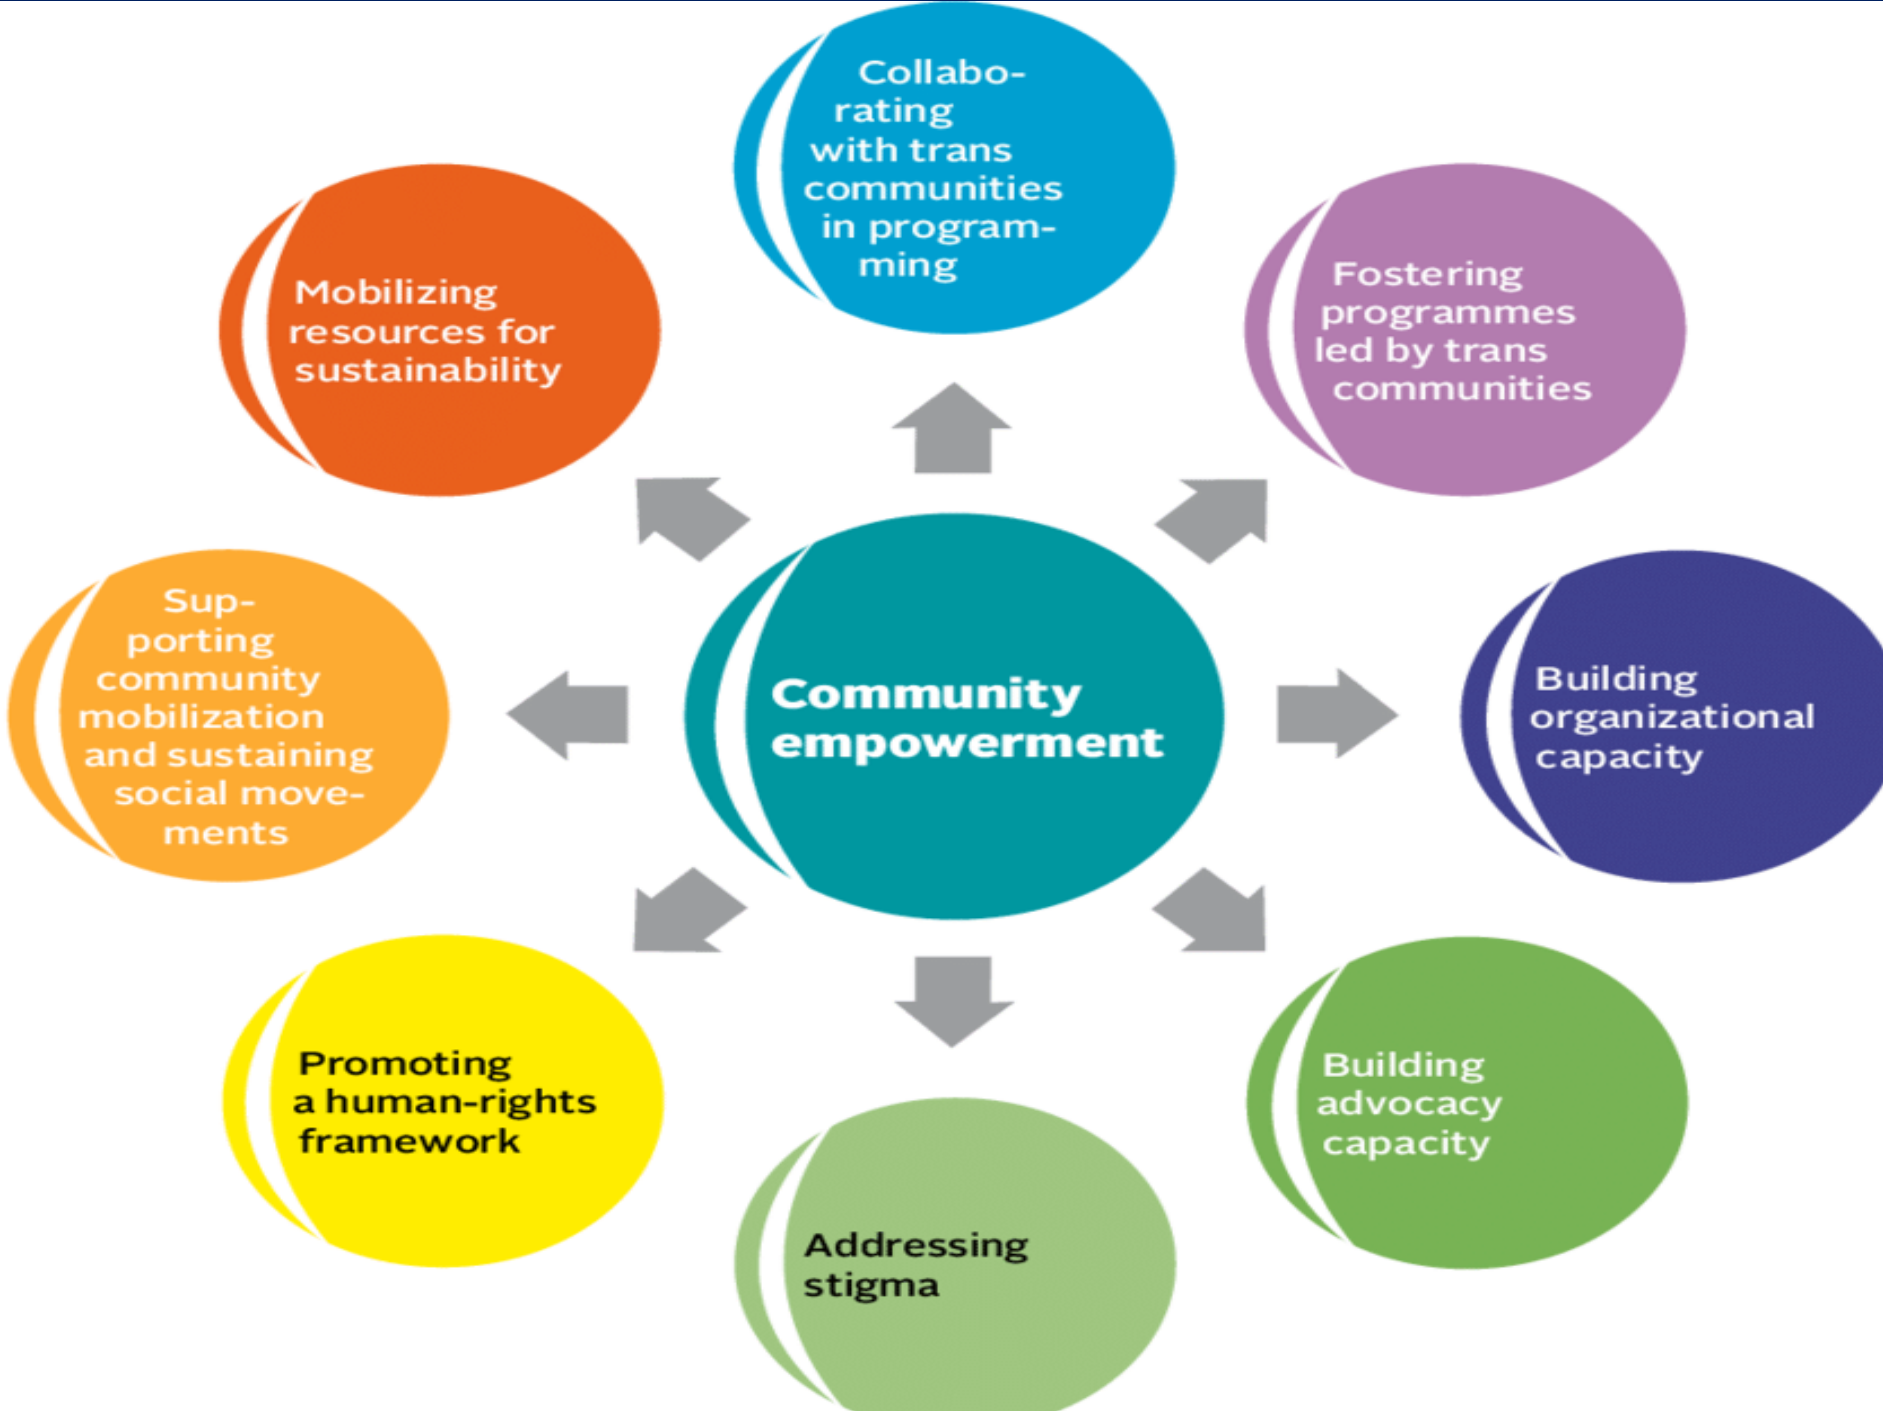 Collabo-
rating
with trans
communities
in program-
ming
Fostering
programmes
led by trans
communities
Building
organizational
capacity
Building
advocacy
capacity
Addressing
stigma
Promoting
a human-rights
framework
Sup-
porting
community
mobilization
and sustaining
social move-
ments
Mobilizing
resources for
sustainability
Community
empowerment